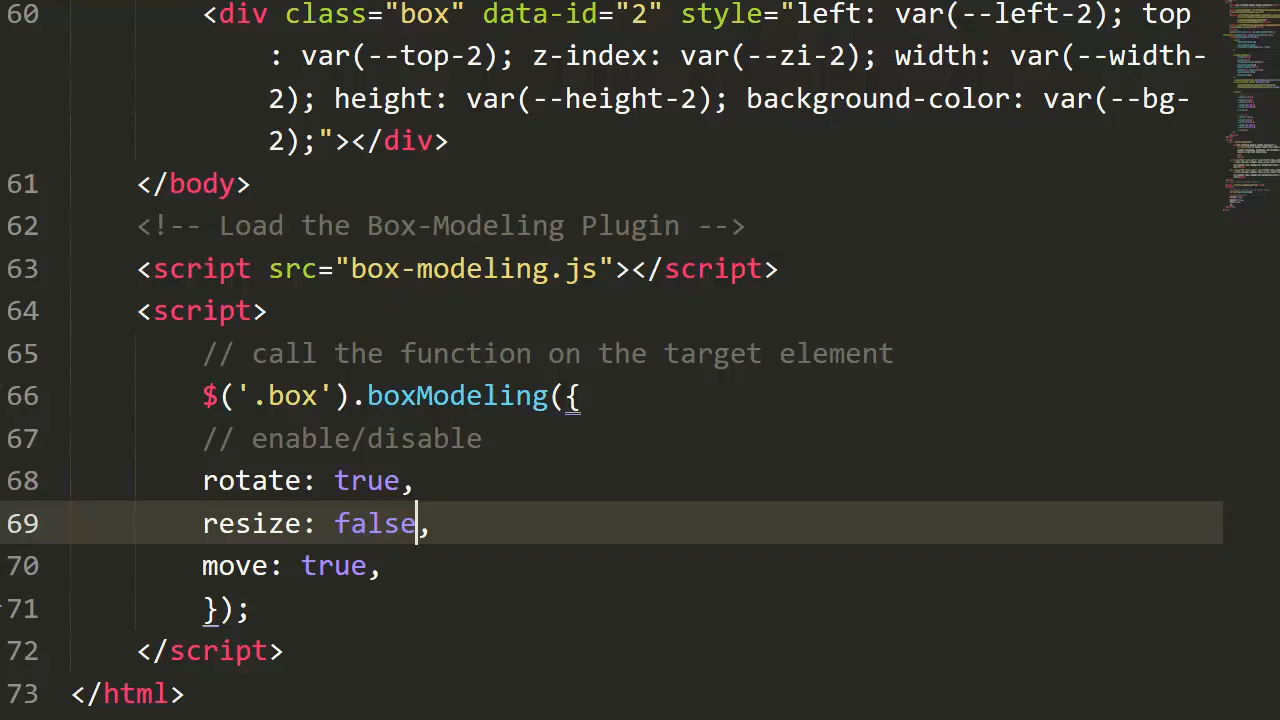 60 <div class="box" data-id="2" style="left: var(--left-2); top
: var(--top-2); z-index: var(--zi-2); width: var(--width-
2); height: var(--height-2); background-color: var(--bg-
2);"></div>
61 </body>
62 <!-- Load the Box-Modeling Plugin -->
63 <script src="box-modeling.js"></script>
64 <script>
65 // call the function on the target element
66 $('.box').boxModeling({
67 // enable/disable
68 rotate: true,
69 resize: false,
70 move: true,
71 });
72 </script>
73 </html>